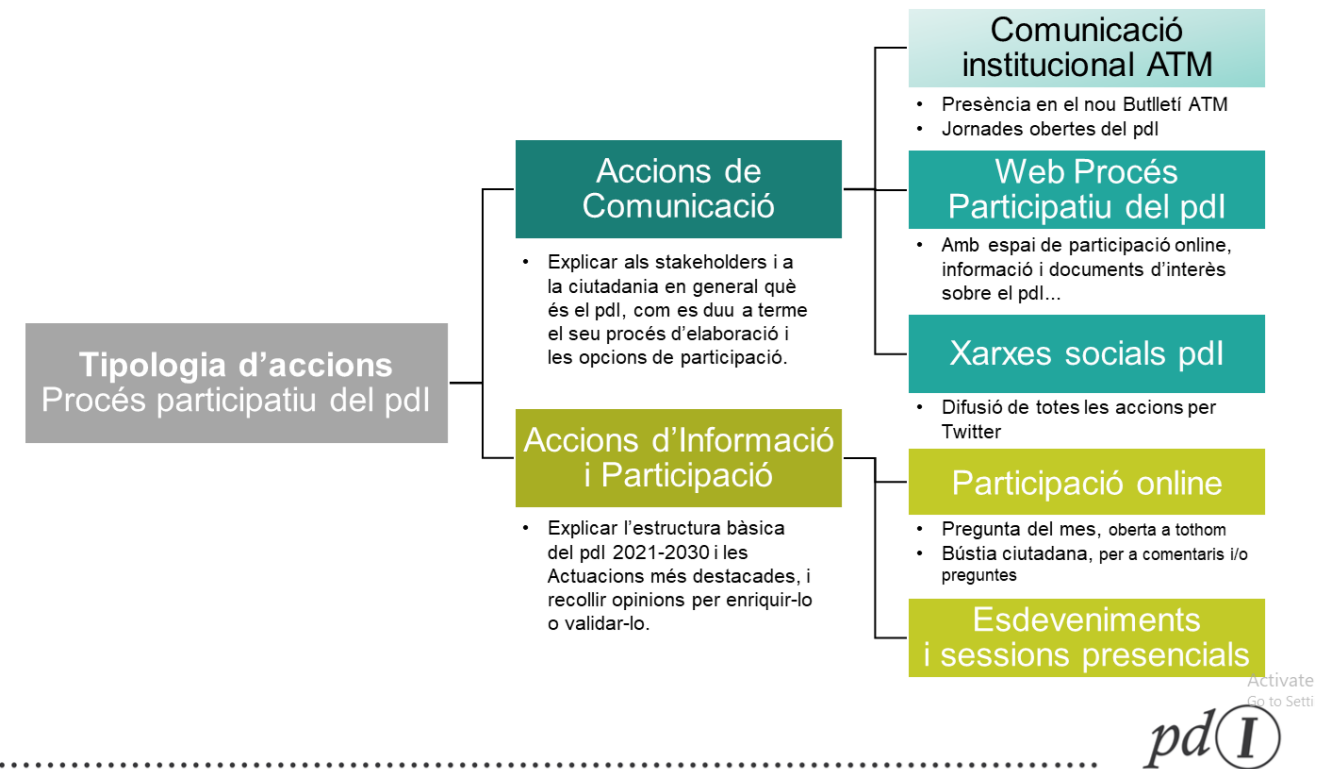 Tipologia d’accions
Procés participatiu del pdI
Accions de
Comunicació
• Explicar als stakeholders i a
la ciutadania en general què
és el pdI, com es duu a terme
el seu procés d’elaboració i
les opcions de participació.
Comunicació
institucional ATM
• Presència en el nou Butlletí ATM
• Jornades obertes del pdI
Web Procés
Participatiu del pdI
• Amb espai de participació online,
informació i documents d’interès
sobre el pdI...
Xarxes socials pdI
• Difusió de totes les accions per
Twitter
Accions d’Informació
i Participació
• Explicar l’estructura bàsica
del pdI 2021-2030 i les
Actuacions més destacades, i
recollir opinions per enriquir-lo
o validar-lo.
Participació online
• Pregunta del mes, oberta a tothom
• Bústia ciutadana, per a comentaris i/o
preguntes
Esdeveniments
i sessions presencials
Activate
Go to Setti
pdI